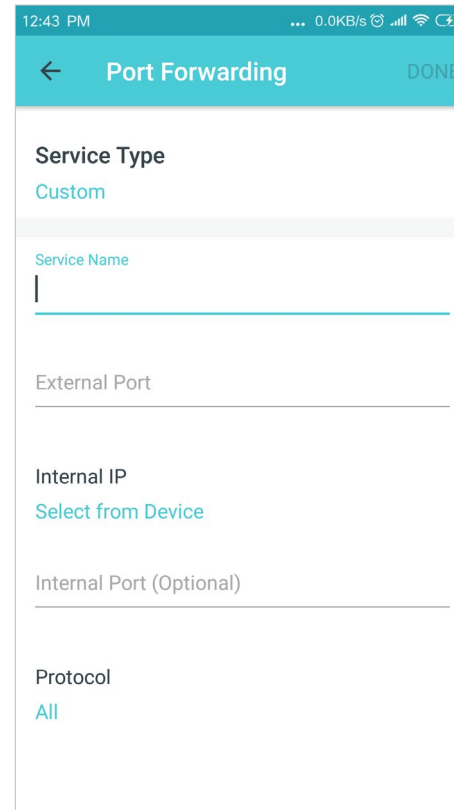 12:43 PM ... 0.0KB/s
Port Forwarding DONE
Service Type
Custom
Service Name
External Port
Internal IP
Select from Device
Internal Port (Optional)
Protocol
All